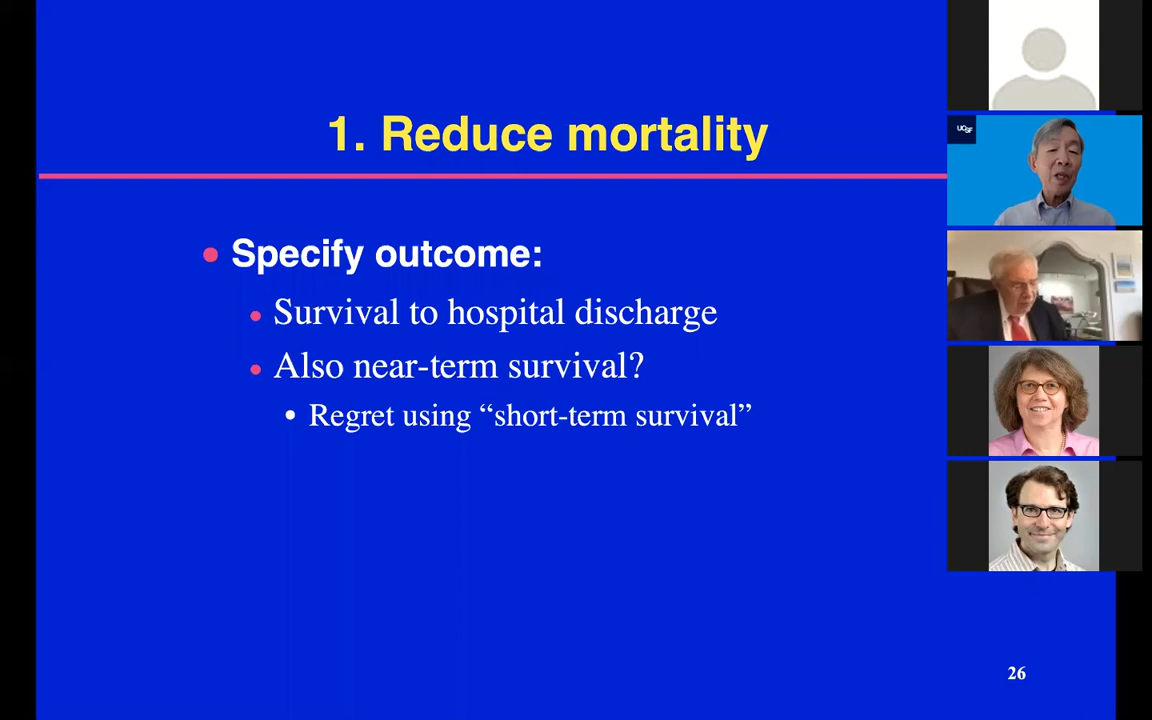 1. Reduce mortality
UCSF
Specify outcome:
Survival to hospital discharge
Also near-term survival?
Regret using “short-term survival”
26